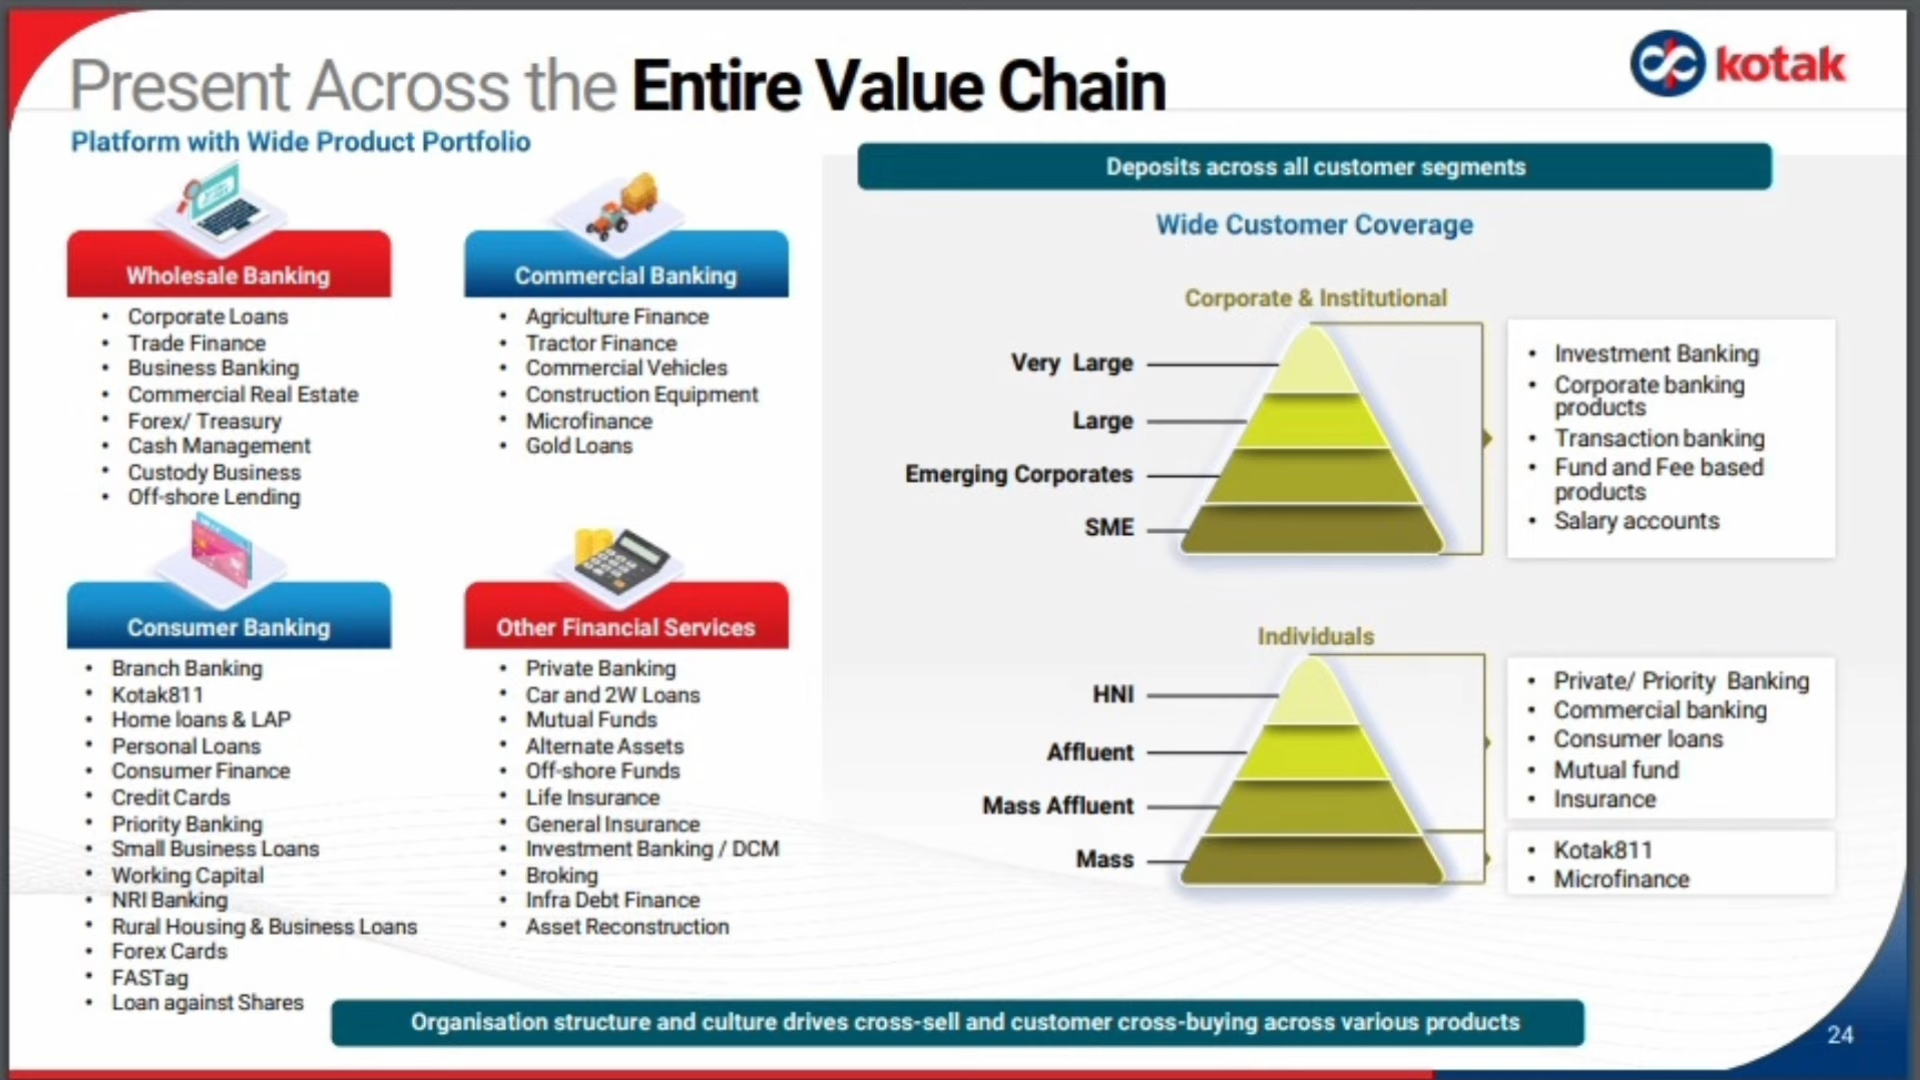 Present Across the Entire Value Chain
kotak
Platform with Wide Product Portfolio
Wholesale Banking
• Corporate Loans
• Trade Finance
• Business Banking
• Commercial Real Estate
• Forex/ Treasury
• Cash Management
• Custody Business
• Off-shore Lending
Commercial Banking
• Agriculture Finance
• Tractor Finance
• Commercial Vehicles
• Construction Equipment
• Microfinance
• Gold Loans
Consumer Banking
• Branch Banking
• Kotak811
• Home loans & LAP
• Personal Loans
• Consumer Finance
• Credit Cards
• Priority Banking
• Small Business Loans
• Working Capital
• NRI Banking
• Rural Housing & Business Loans
• Forex Cards
• FASTag
• Loan against Shares
Other Financial Services
• Private Banking
• Car and 2W Loans
• Mutual Funds
• Alternate Assets
• Off-shore Funds
• Life Insurance
• General Insurance
• Investment Banking / DCM
• Broking
• Infra Debt Finance
• Asset Reconstruction
Deposits across all customer segments
Wide Customer Coverage
Corporate & Institutional
Very Large
Large
Emerging Corporates
SME
• Investment Banking
• Corporate banking
products
• Transaction banking
• Fund and Fee based
products
• Salary accounts
Individuals
HNI
Affluent
Mass Affluent
Mass
• Private/ Priority Banking
• Commercial banking
• Consumer loans
• Mutual fund
• Insurance
• Kotak811
• Microfinance
Organisation structure and culture drives cross-sell and customer cross-buying across various products
24